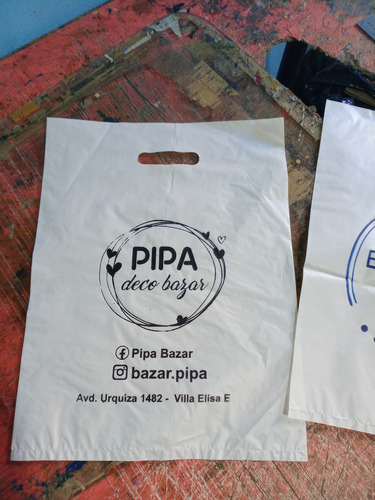 PIPA
deco bazar
Pipa Bazar
bazar.pipa
Avd. Urquiza 1482 - Villa Elisa E